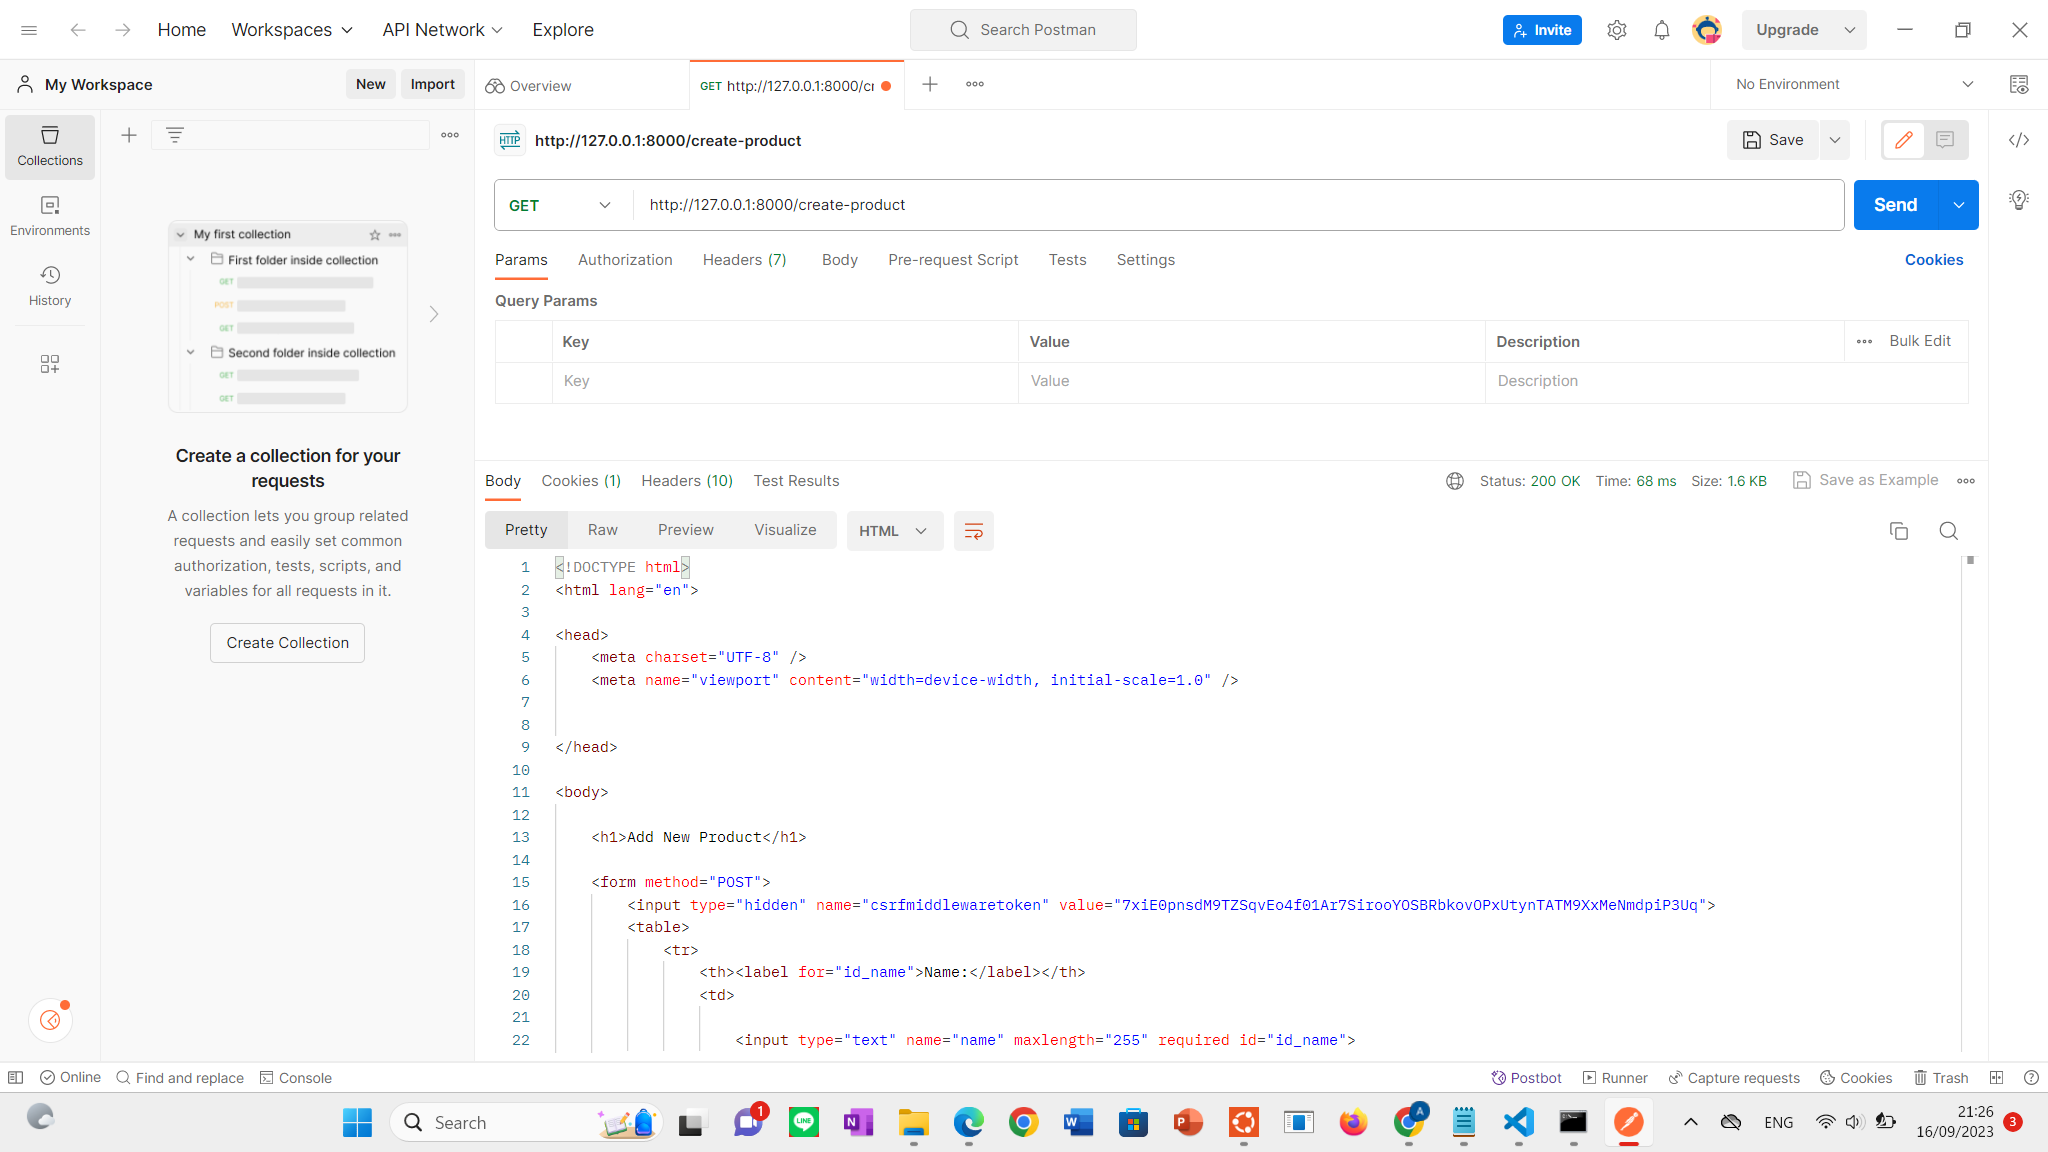 Home Workspaces API Network Explore Search Postman Invite Upgrade
My Workspace New Import Overview GET http://127.0.0.1:8000/cr No Environment
Collections
Environments
History
My first collection
First folder inside collection
GET
POST
GET
Second folder inside collection
GET
GET
Create a collection for your
requests
A collection lets you group related
requests and easily set common
authorization, tests, scripts, and
variables for all requests in it.
Create Collection
HTTP http://127.0.0.1:8000/create-product Save
GET http://127.0.0.1:8000/create-product Send
Params Authorization Headers (7) Body Pre-request Script Tests Settings Cookies
Query Params
Key Value Description Bulk Edit
Key Value Description
Body Cookies (1) Headers (10) Test Results Status: 200 OK Time: 68 ms Size: 1.6 KB Save as Example
Pretty Raw Preview Visualize HTML
1 <!DOCTYPE html>
2 <html lang="en">
3
4 <head>
5 <meta charset="UTF-8" />
6 <meta name="viewport" content="width=device-width, initial-scale=1.0" />
7
8
9 </head>
10
11 <body>
12
13 <h1>Add New Product</h1>
14
15 <form method="POST">
16 <input type="hidden" name="csrfmiddlewaretoken" value="7xiE0pnsdM9TZSqvEo4f01Ar7SirooYOSBRbkovOPxUtynTATM9XxMeNmdpiP3Uq">
17 <table>
18 <tr>
19 <th><label for="id_name">Name:</label></th>
20 <td>
21
22 <input type="text" name="name" maxlength="255" required id="id_name">
Online Find and replace Console Postbot Runner Capture requests Cookies Trash
Search 1 LINE N W P A ENG 21:26
16/09/2023 3